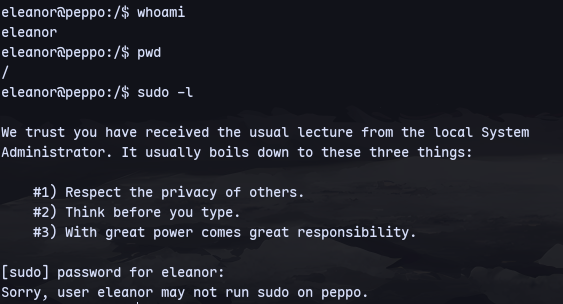 eleanor@peppo:/$ whoami
eleanor
eleanor@peppo:/$ pwd
/
eleanor@peppo:/$ sudo -l
We trust you have received the usual lecture from the local System
Administrator. It usually boils down to these three things:
#1) Respect the privacy of others.
#2) Think before you type.
#3) With great power comes great responsibility.
[sudo] password for eleanor:
Sorry, user eleanor may not run sudo on peppo.